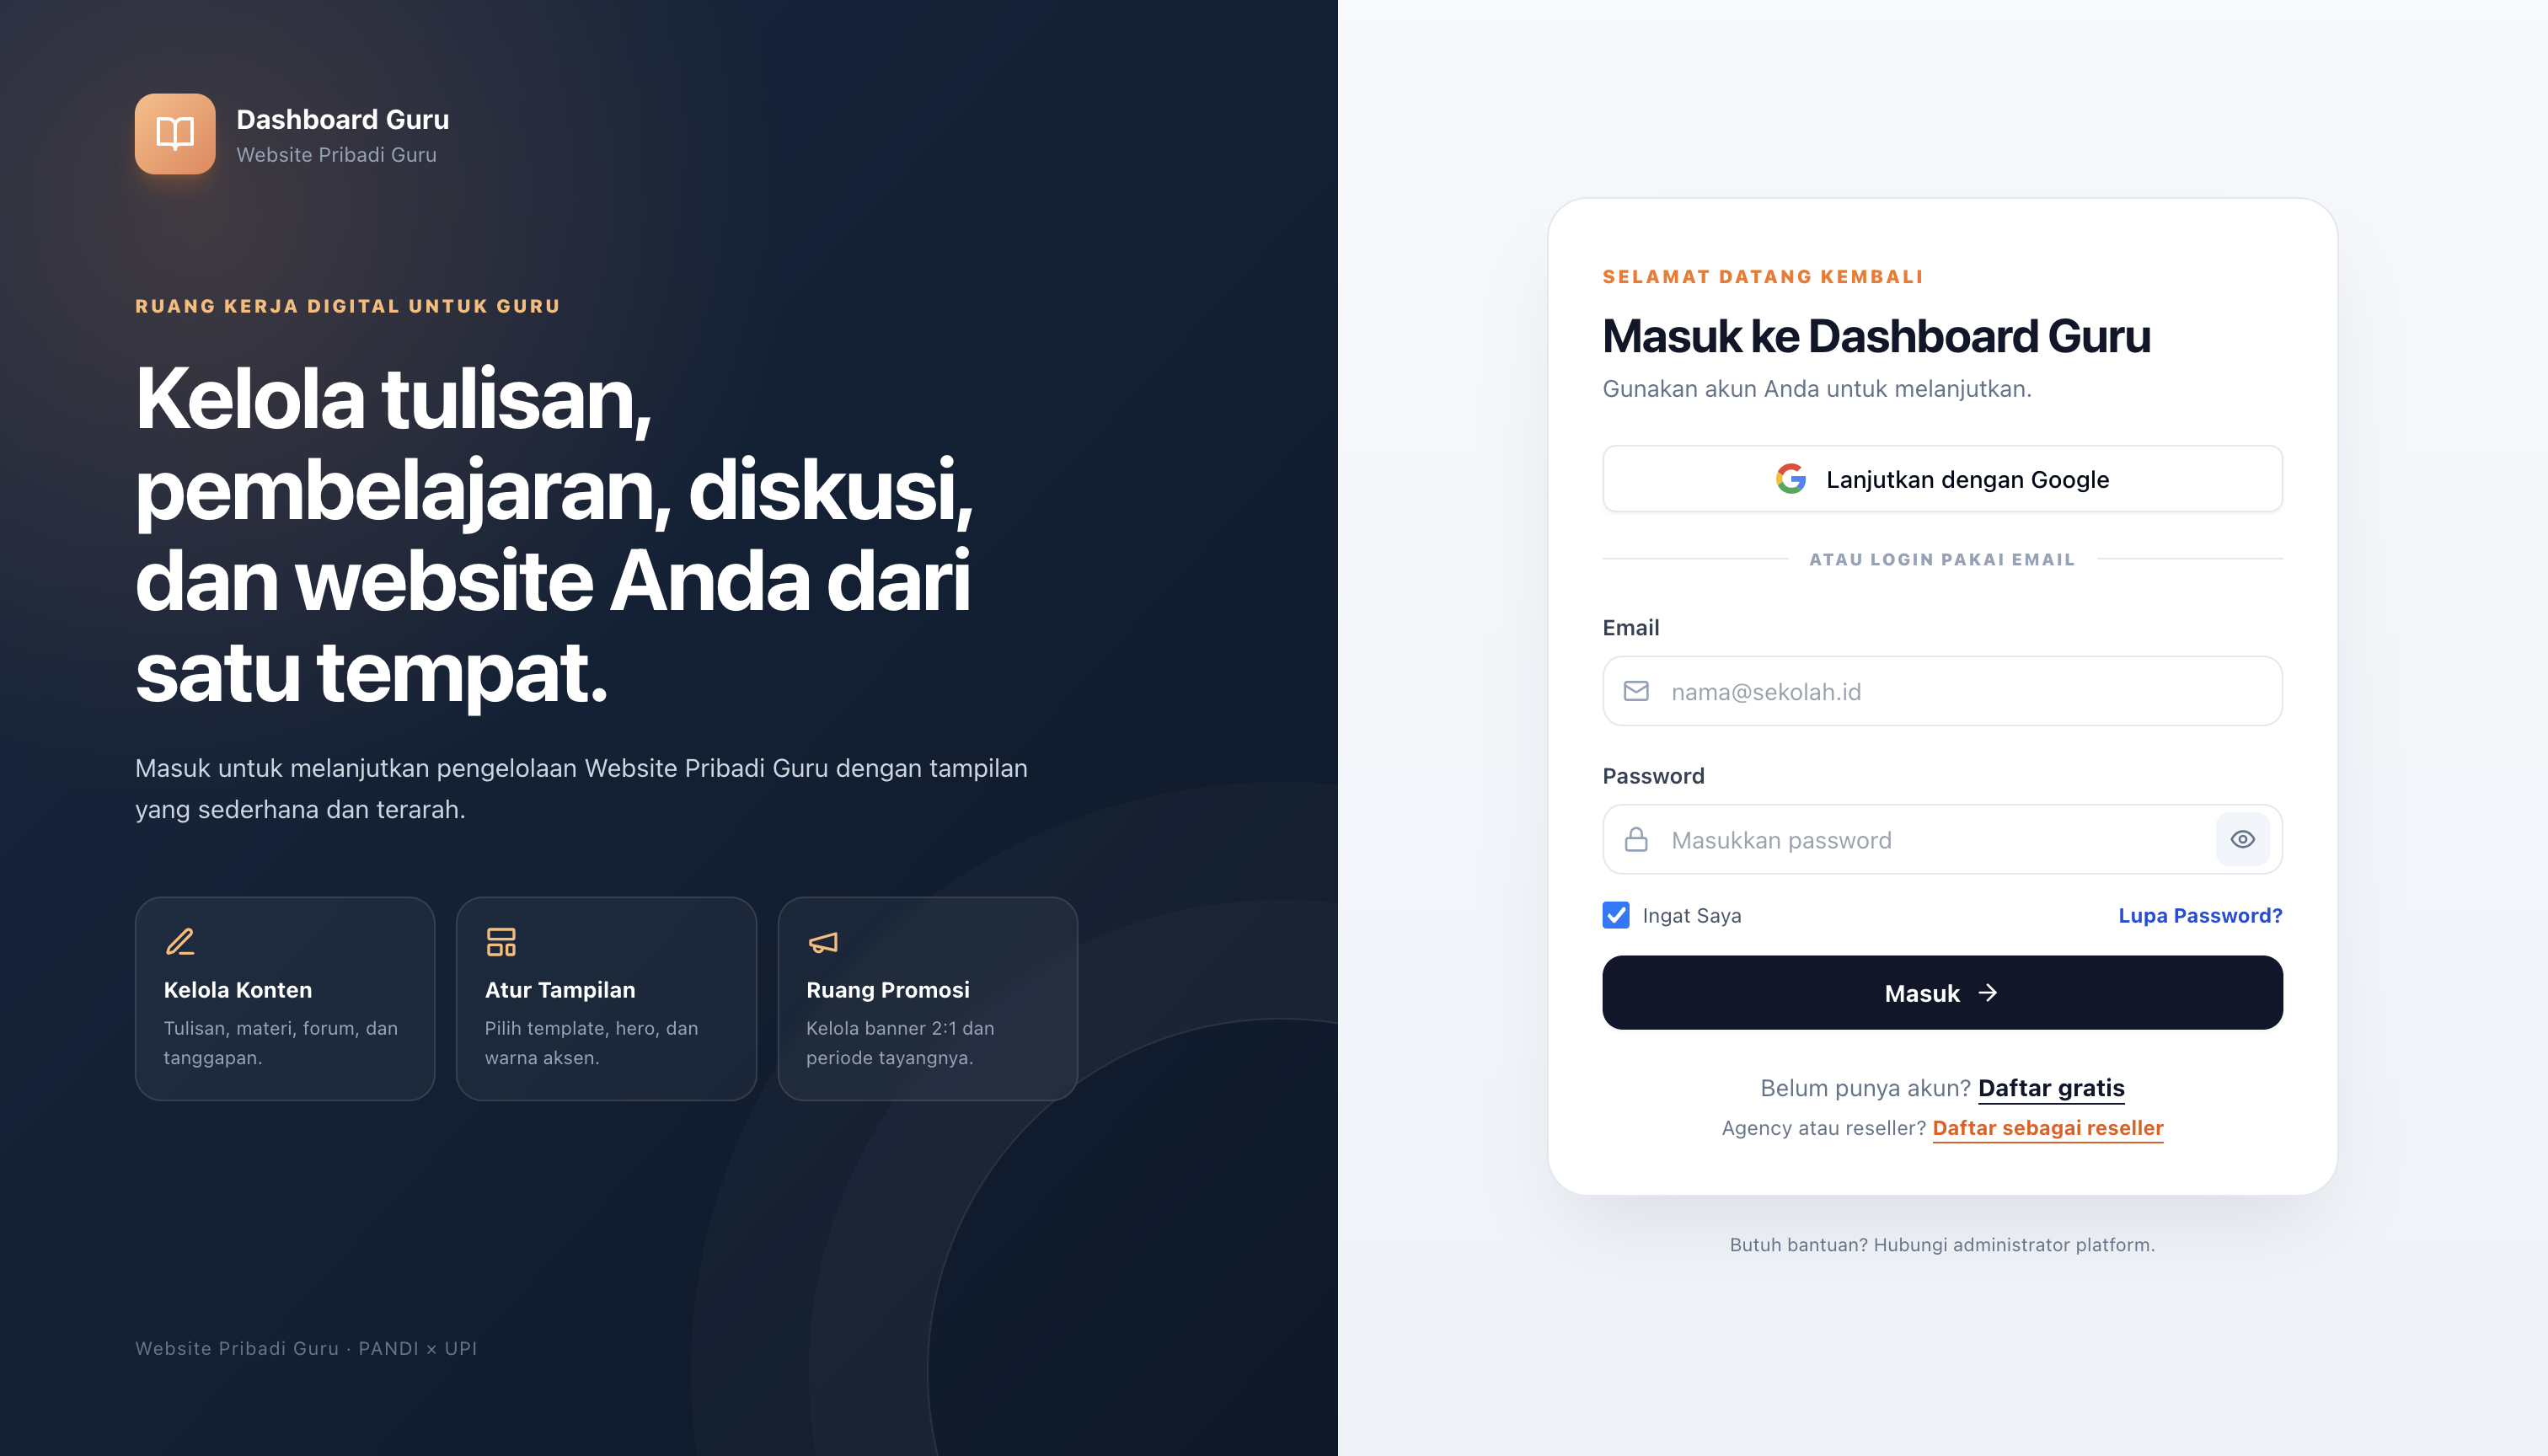 Dashboard Guru
Website Pribadi Guru
RUANG KERJA DIGITAL UNTUK GURU
Kelola tulisan,
pembelajaran, diskusi,
dan website Anda dari
satu tempat.
Masuk untuk melanjutkan pengelolaan Website Pribadi Guru dengan tampilan
yang sederhana dan terarah.
Kelola Konten
Tulisan, materi, forum, dan
tanggapan.
Atur Tampilan
Pilih template, hero, dan
warna aksen.
Ruang Promosi
Kelola banner 2:1 dan
periode tayangnya.
Website Pribadi Guru · PANDI × UPI
SELAMAT DATANG KEMBALI
Masuk ke Dashboard Guru
Gunakan akun Anda untuk melanjutkan.
Lanjutkan dengan Google
ATAU LOGIN PAKAI EMAIL
Email
nama@sekolah.id
Password
Masukkan password
Ingat Saya
Lupa Password?
Masuk →
Belum punya akun? Daftar gratis
Agency atau reseller? Daftar sebagai reseller
Butuh bantuan? Hubungi administrator platform.